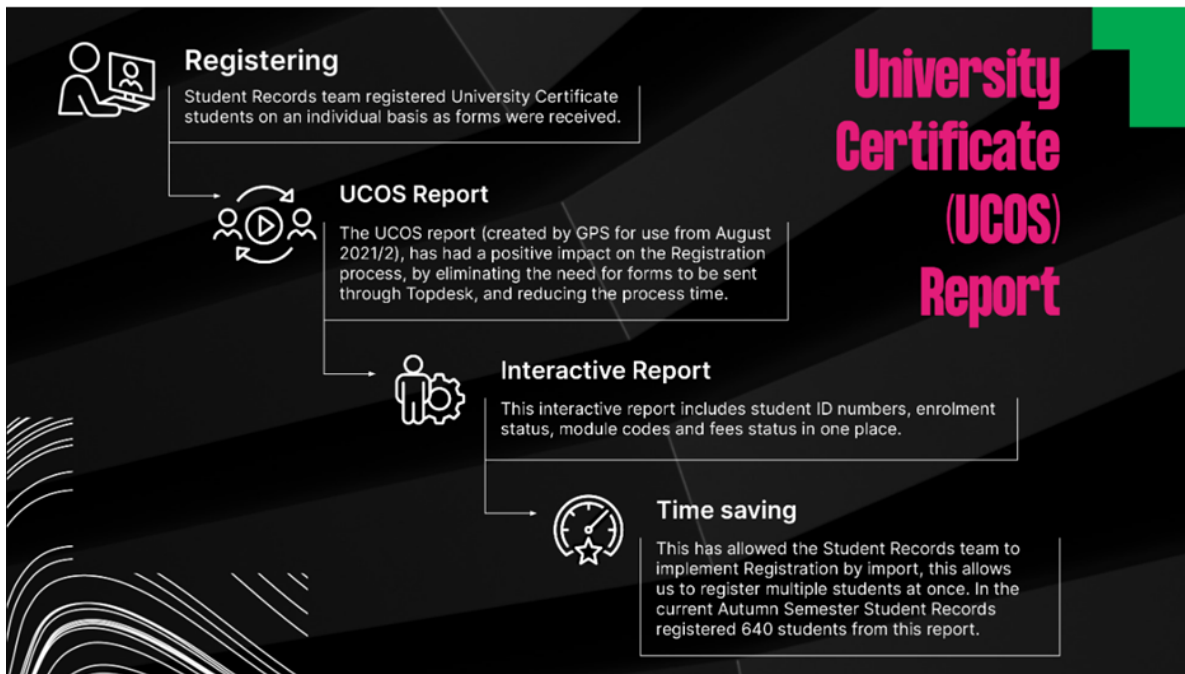 Registering
Student Records team registered University Certificate
students on an individual basis as forms were received.
University
Certificate
(UCOS)
Report
UCOS Report
The UCOS report (created by GPS for use from August
2021/2), has had a positive impact on the Registration
process, by eliminating the need for forms to be sent
through Topdesk, and reducing the process time.
Interactive Report
This interactive report includes student ID numbers, enrolment
status, module codes and fees status in one place.
Time saving
This has allowed the Student Records team to
implement Registration by import, this allows
us to register multiple students at once. In the
current Autumn Semester Student Records
registered 640 students from this report.